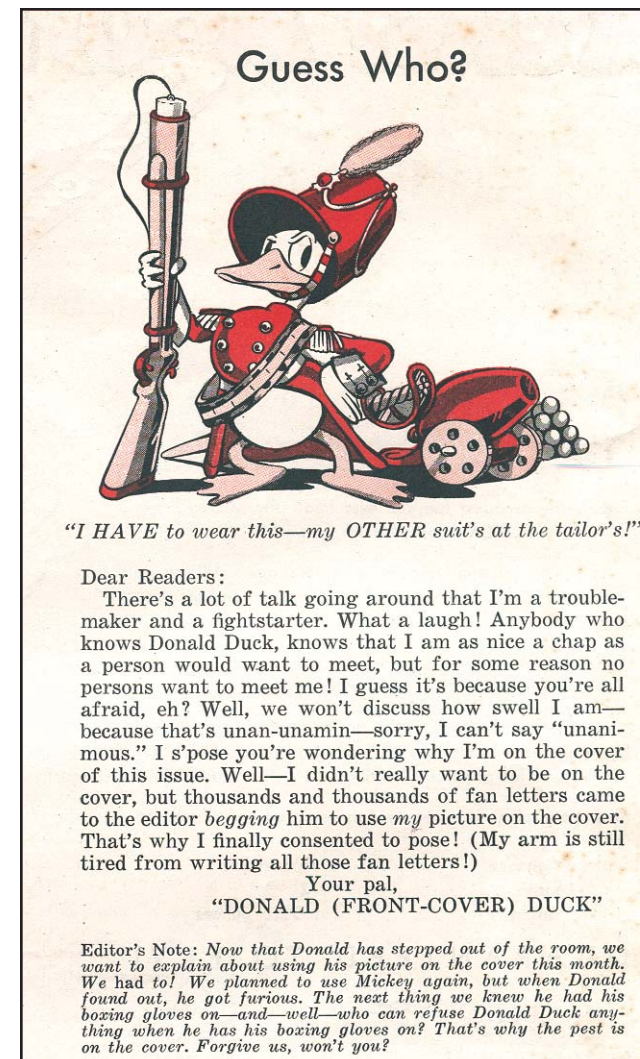 Guess Who?
"I HAVE to wear this—my OTHER suit's at the tailor's!"
Dear Readers:
There's a lot of talk going around that I'm a trouble-
maker and a fightstarter. What a laugh! Anybody who
knows Donald Duck, knows that I am as nice a chap as
a person would want to meet, but for some reason no
persons want to meet me! I guess it's because you're all
afraid, eh? Well, we won't discuss how swell I am—
because that's unan-unamin—sorry, I can't say "unani-
mous." I s'pose you're wondering why I'm on the cover
of this issue. Well—I didn't really want to be on the
cover, but thousands and thousands of fan letters came
to the editor begging him to use my picture on the cover.
That's why I finally consented to pose! (My arm is still
tired from writing all those fan letters!)
Your pal,
"DONALD (FRONT-COVER) DUCK"
Editor's Note: Now that Donald has stepped out of the room, we
want to explain about using his picture on the cover this month.
We had to! We planned to use Mickey again, but when Donald
found out, he got furious. The next thing we knew he had his
boxing gloves on—and—well—who can refuse Donald Duck any-
thing when he has his boxing gloves on? That's why the pest is
on the cover. Forgive us, won't you?